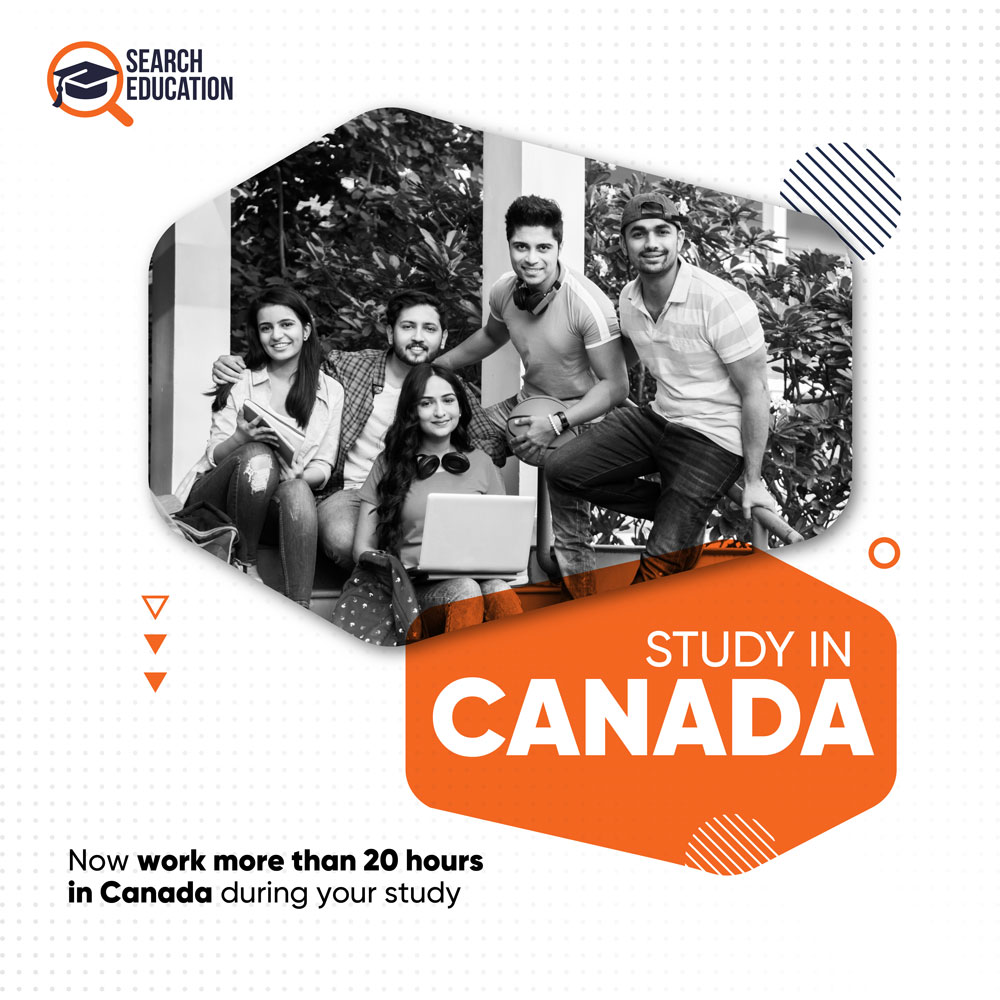 SEARCH
EDUCATION
STUDY IN
CANADA
Now work more than 20 hours
in Canada during your study